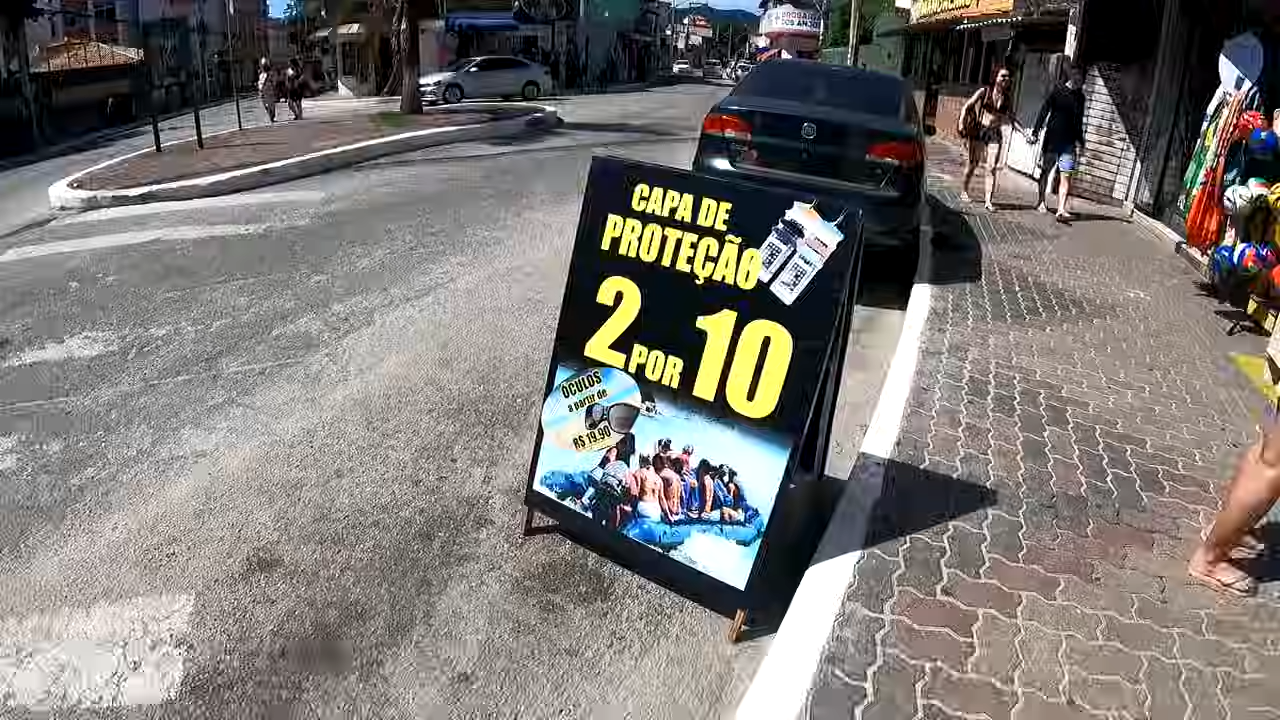 CAPA DE
PROTEÇÃO
2 POR 10
ÓCULOS
a partir de
R$ 19.90